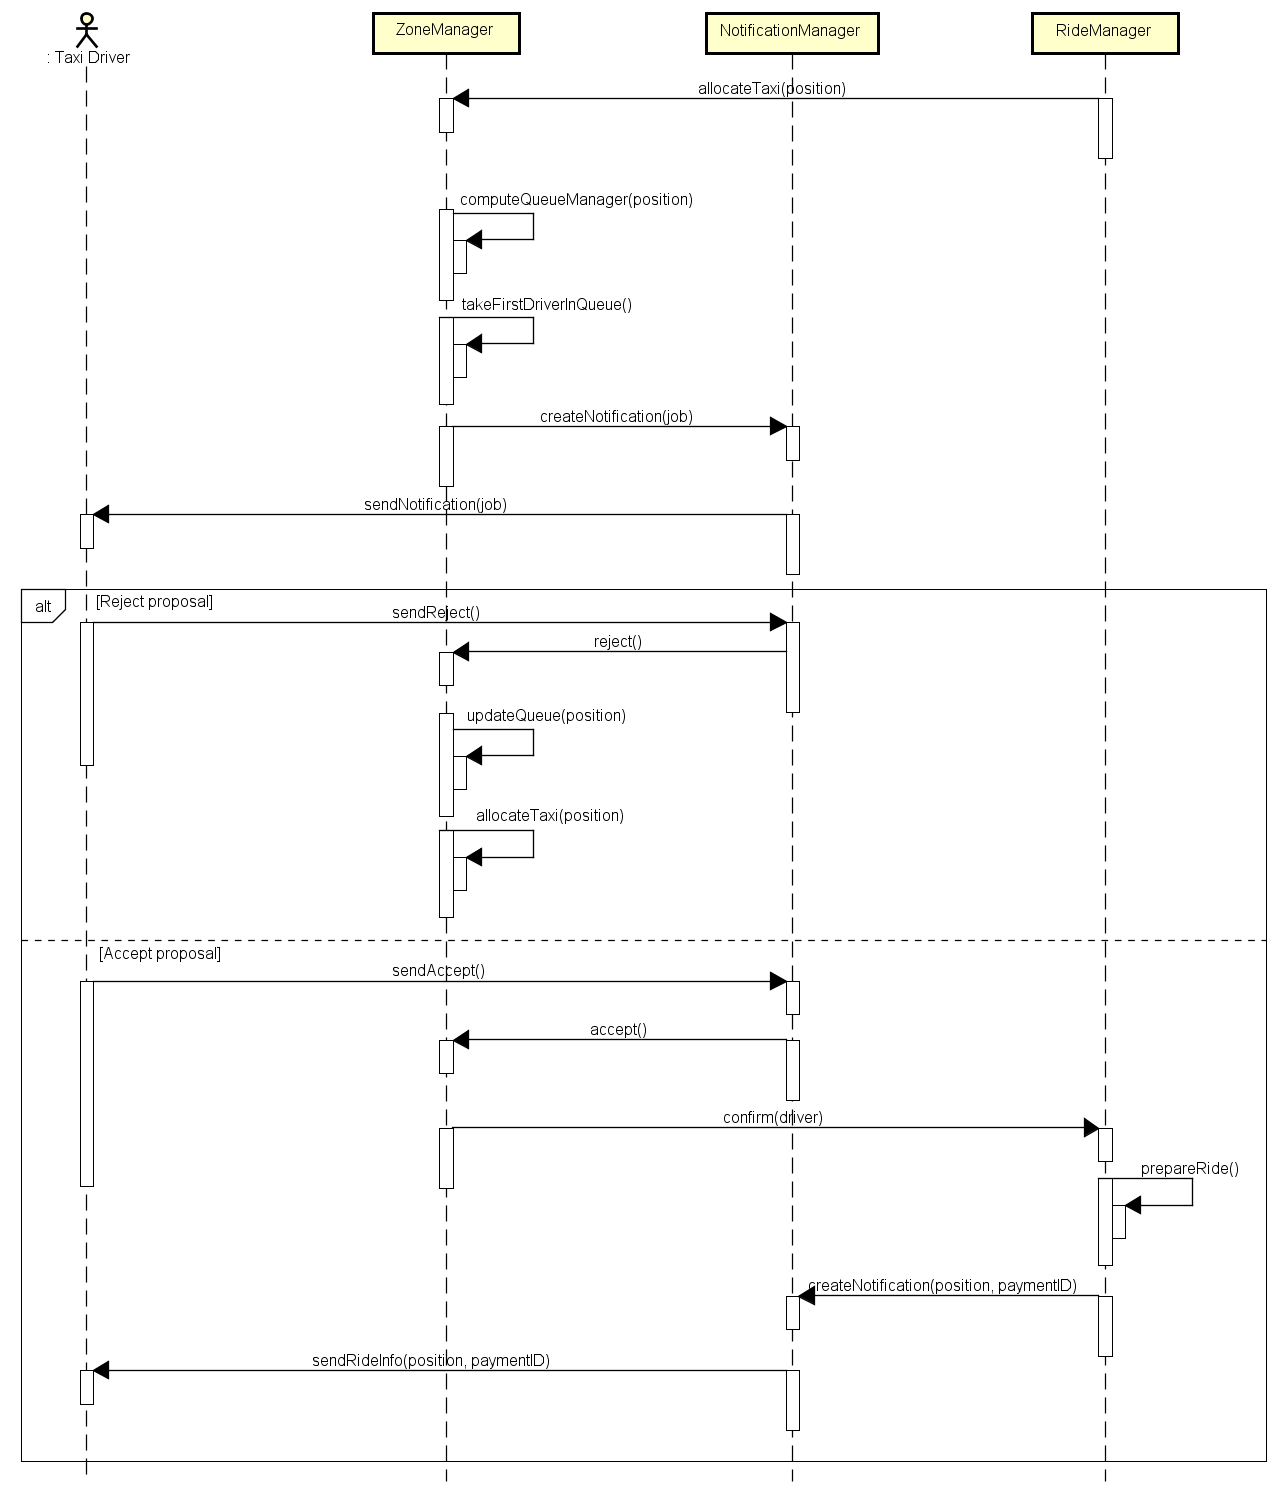 : Taxi Driver
ZoneManager
NotificationManager
RideManager
allocateTaxi(position)
computeQueueManager(position)
takeFirstDriverInQueue()
createNotification(job)
sendNotification(job)
alt
[Reject proposal]
sendReject()
reject()
updateQueue(position)
allocateTaxi(position)
[Accept proposal]
sendAccept()
accept()
confirm(driver)
prepareRide()
createNotification(position, paymentID)
sendRideInfo(position, paymentID)